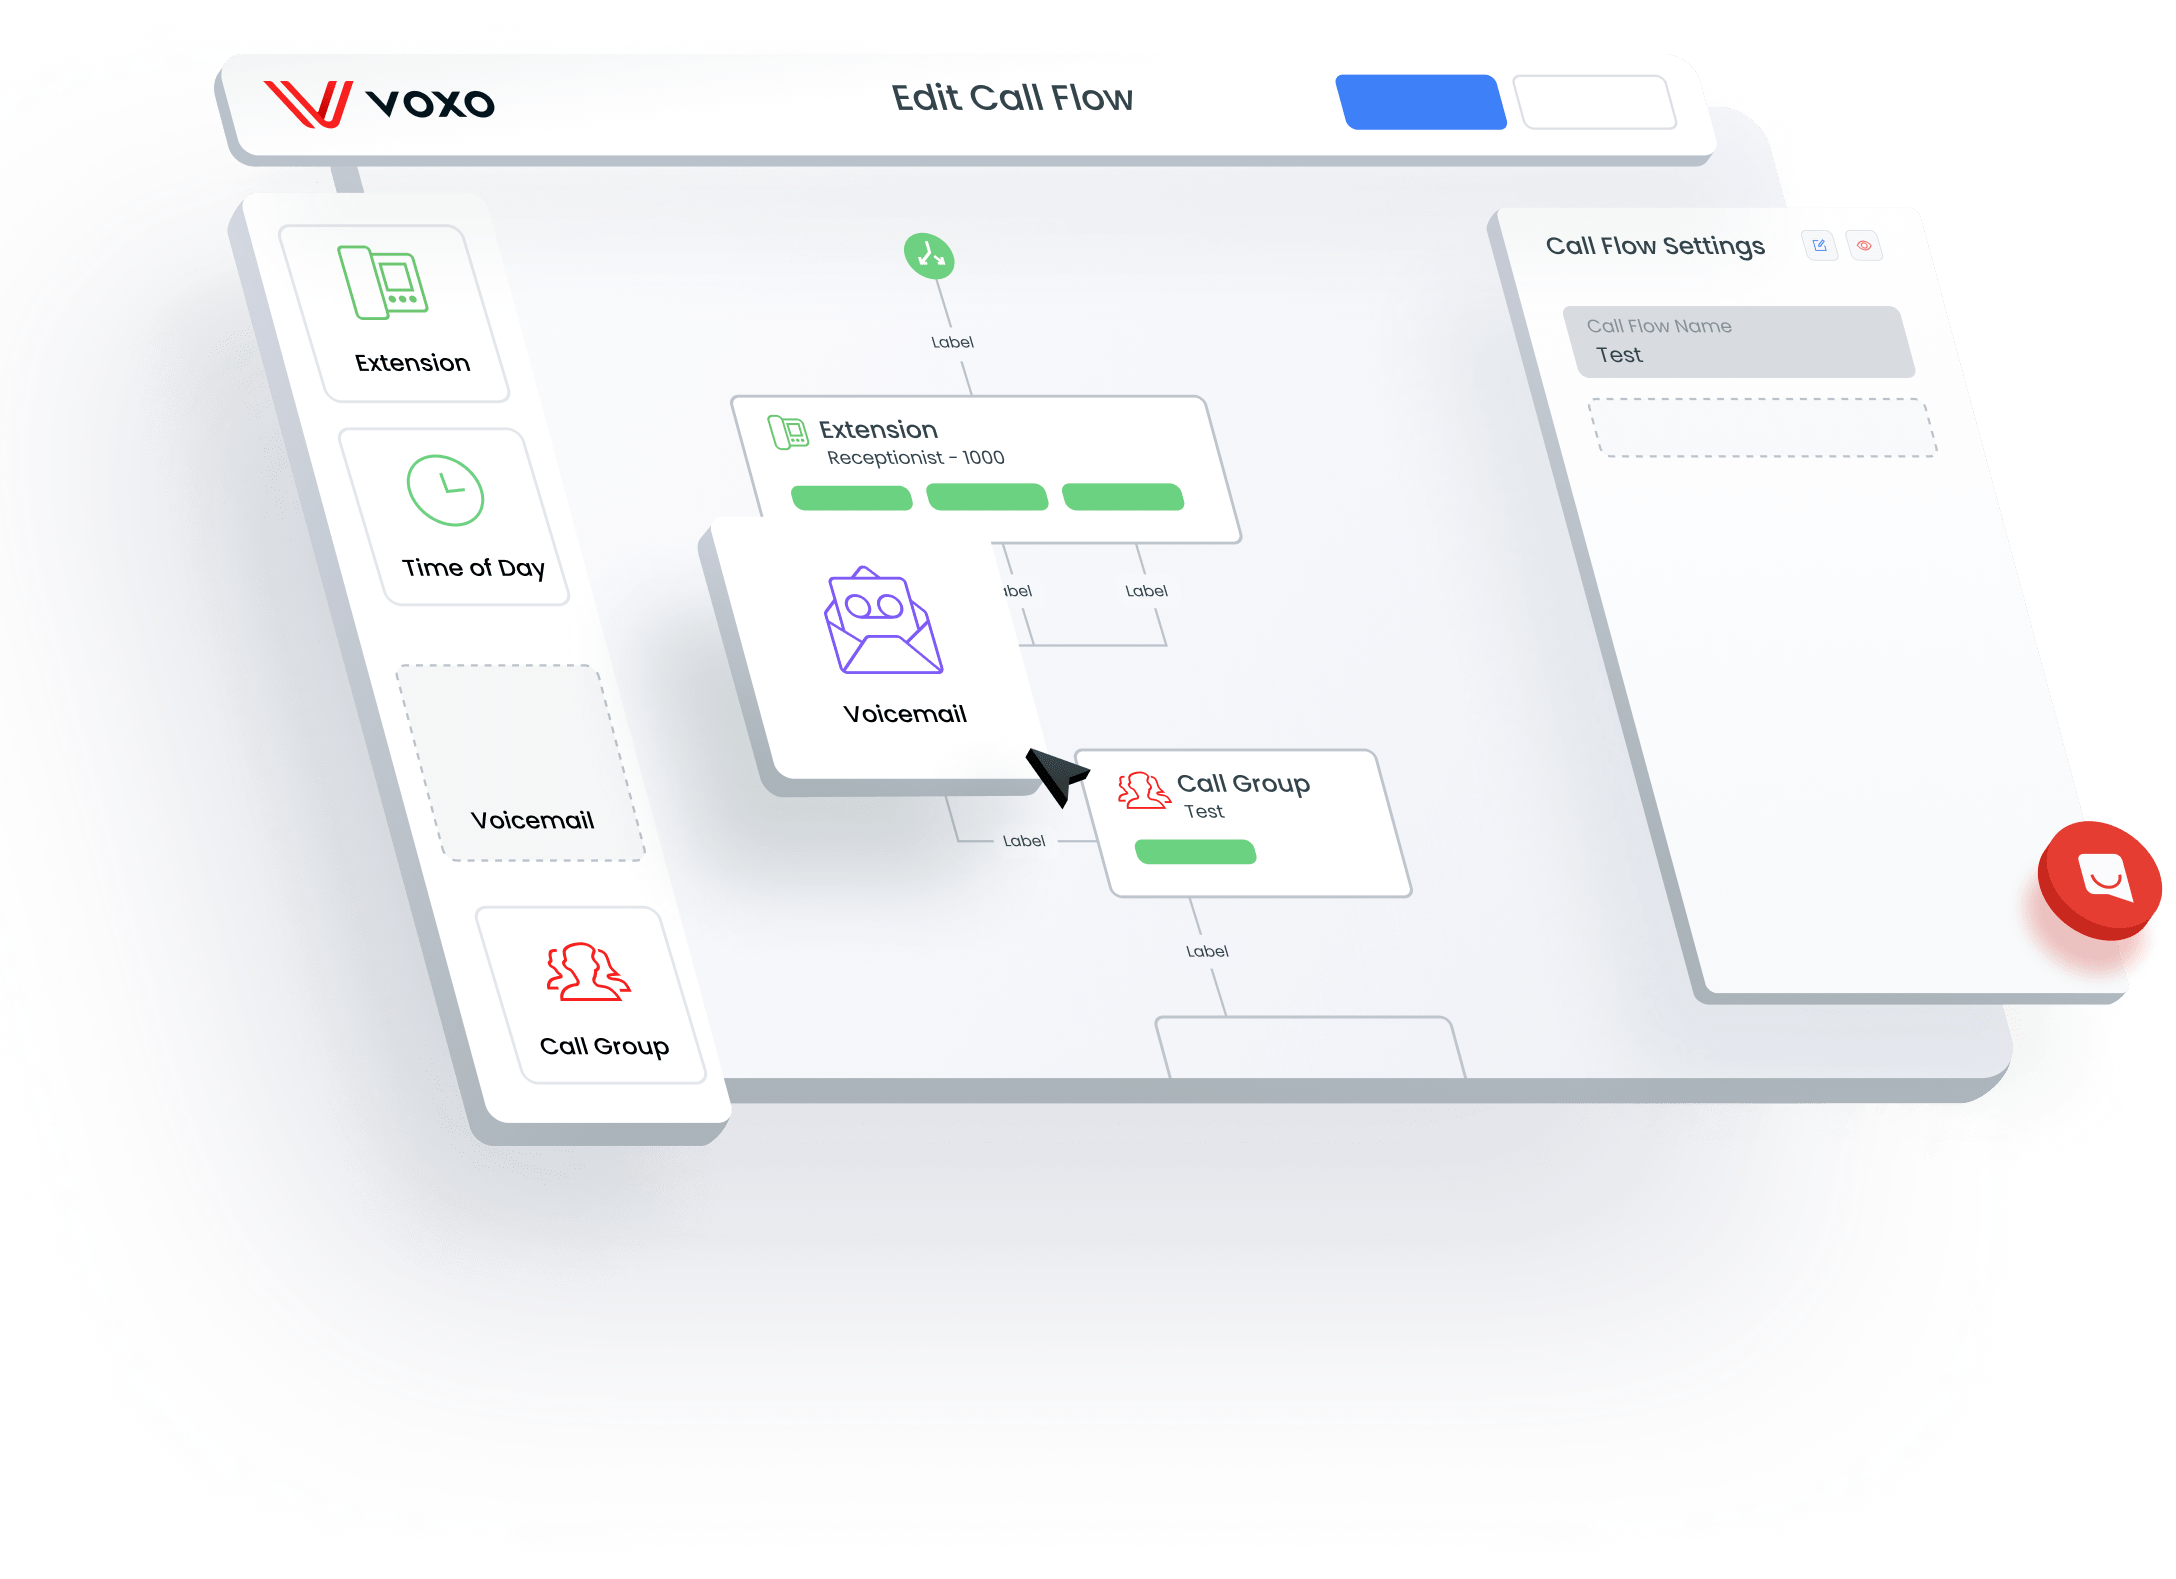 VOXO
Edit Call Flow
Extension
Time of Day
Voicemail
Call Group
Label
Extension
Receptionist - 1000
Label
Voicemail
Label
Call Group
Test
Label
Call Flow Settings
Call Flow Name
Test